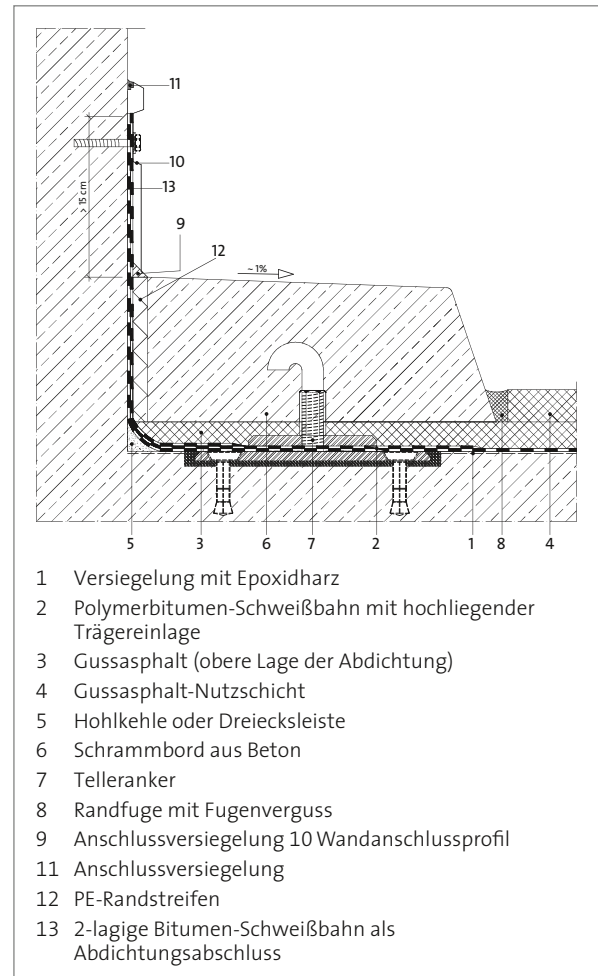 11
10
13
> 15 cm
9
12
~ 1%
5 3 6 7 2 1 8 4
1 Versiegelung mit Epoxidharz
2 Polymerbitumen-Schweißbahn mit hochliegender
Trägereinlage
3 Gussasphalt (obere Lage der Abdichtung)
4 Gussasphalt-Nutzschicht
5 Hohlkehle oder Dreiecksleiste
6 Schrammbord aus Beton
7 Telleranker
8 Randfuge mit Fugenverguss
9 Anschlussversiegelung 10 Wandanschlussprofil
11 Anschlussversiegelung
12 PE-Randstreifen
13 2-lagige Bitumen-Schweißbahn als
Abdichtungsabschluss